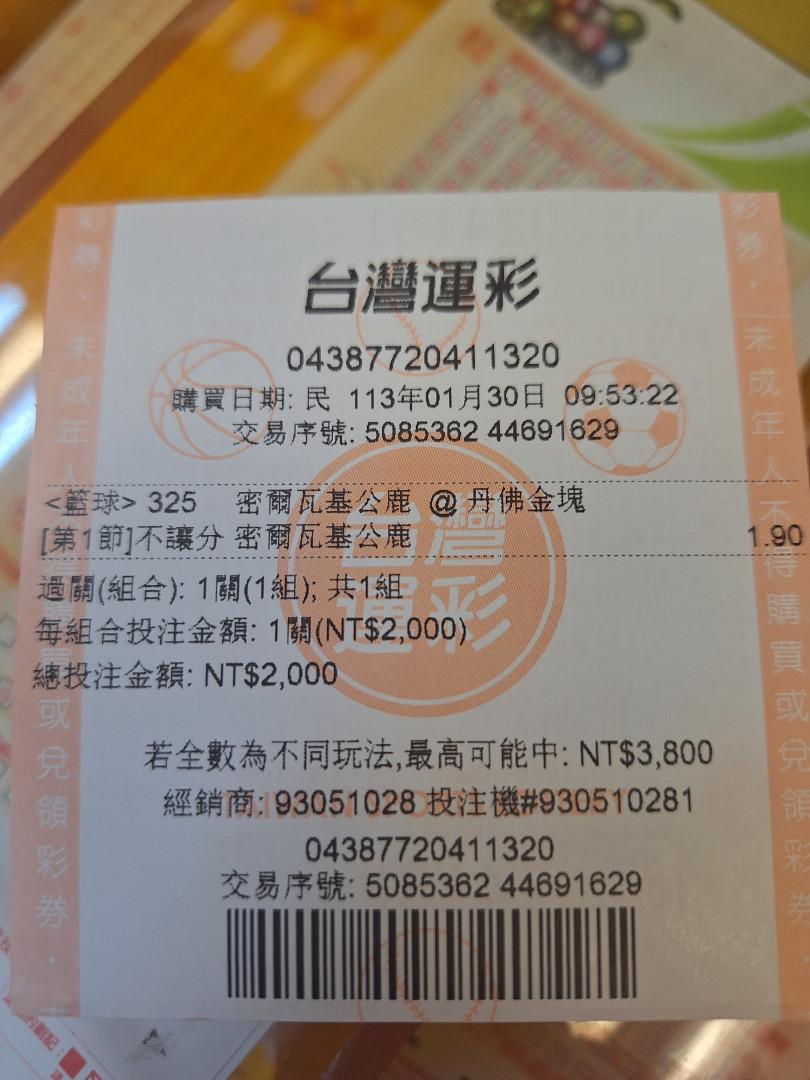 台灣運彩
04387720411320
購買日期: 民 113年01月30日 09:53:22
交易序號: 5085362 44691629
<籃球> 325 密爾瓦基公鹿 @ 丹佛金塊
[第1節]不讓分 密爾瓦基公鹿 1.90
過關(組合): 1關(1組); 共1組
每組合投注金額: 1關(NT$2,000)
總投注金額: NT$2,000
若全數為不同玩法,最高可能中: NT$3,800
經銷商: 93051028 投注機#930510281
04387720411320
交易序號: 5085362 44691629
台灣運彩
彩券・未成年人
或兌領彩券・
彩券・未成年人不得購買或兌領彩券